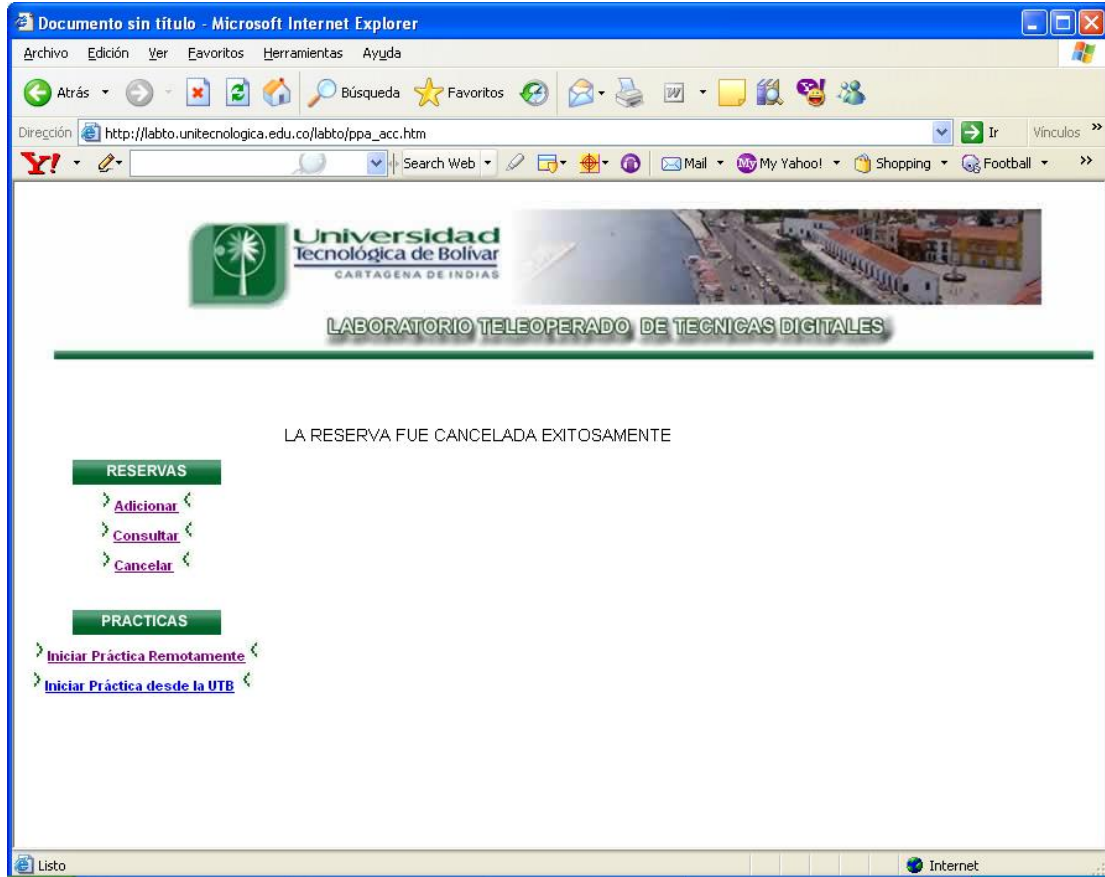 Documento sin título - Microsoft Internet Explorer
Archivo Edición Ver Favoritos Herramientas Ayuda
Atrás Búsqueda Favoritos
Dirección http://labto.unitecnologica.edu.co/labto/ppa_acc.htm Ir Vínculos »
Y! Search Web Mail My Yahoo! Shopping Football »
Universidad
Tecnológica de Bolívar
CARTAGENA DE INDIAS
LABORATORIO TELEOPERADO DE TECNICAS DIGITALES
LA RESERVA FUE CANCELADA EXITOSAMENTE
RESERVAS
Adicionar
Consultar
Cancelar
PRACTICAS
Iniciar Práctica Remotamente
Iniciar Práctica desde la UTB
Listo Internet